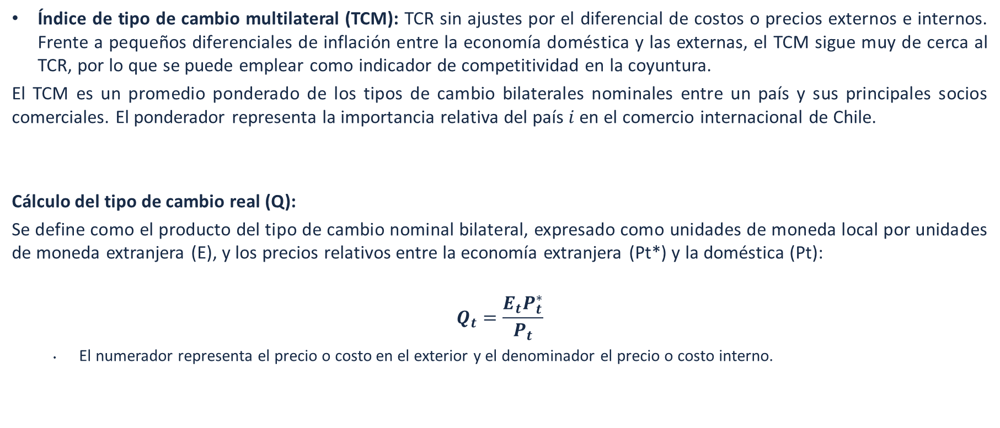 • Índice de tipo de cambio multilateral (TCM): TCR sin ajustes por el diferencial de costos o precios externos e internos.
Frente a pequeños diferenciales de inflación entre la economía doméstica y las externas, el TCM sigue muy de cerca al
TCR, por lo que se puede emplear como indicador de competitividad en la coyuntura.
El TCM es un promedio ponderado de los tipos de cambio bilaterales nominales entre un país y sus principales socios
comerciales. El ponderador representa la importancia relativa del país i en el comercio internacional de Chile.
Cálculo del tipo de cambio real (Q):
Se define como el producto del tipo de cambio nominal bilateral, expresado como unidades de moneda local por unidades
de moneda extranjera (E), y los precios relativos entre la economía extranjera (Pt*) y la doméstica (Pt):
Q_t = \frac{E_t P_t^*}{P_t}
• El numerador representa el precio o costo en el exterior y el denominador el precio o costo interno.